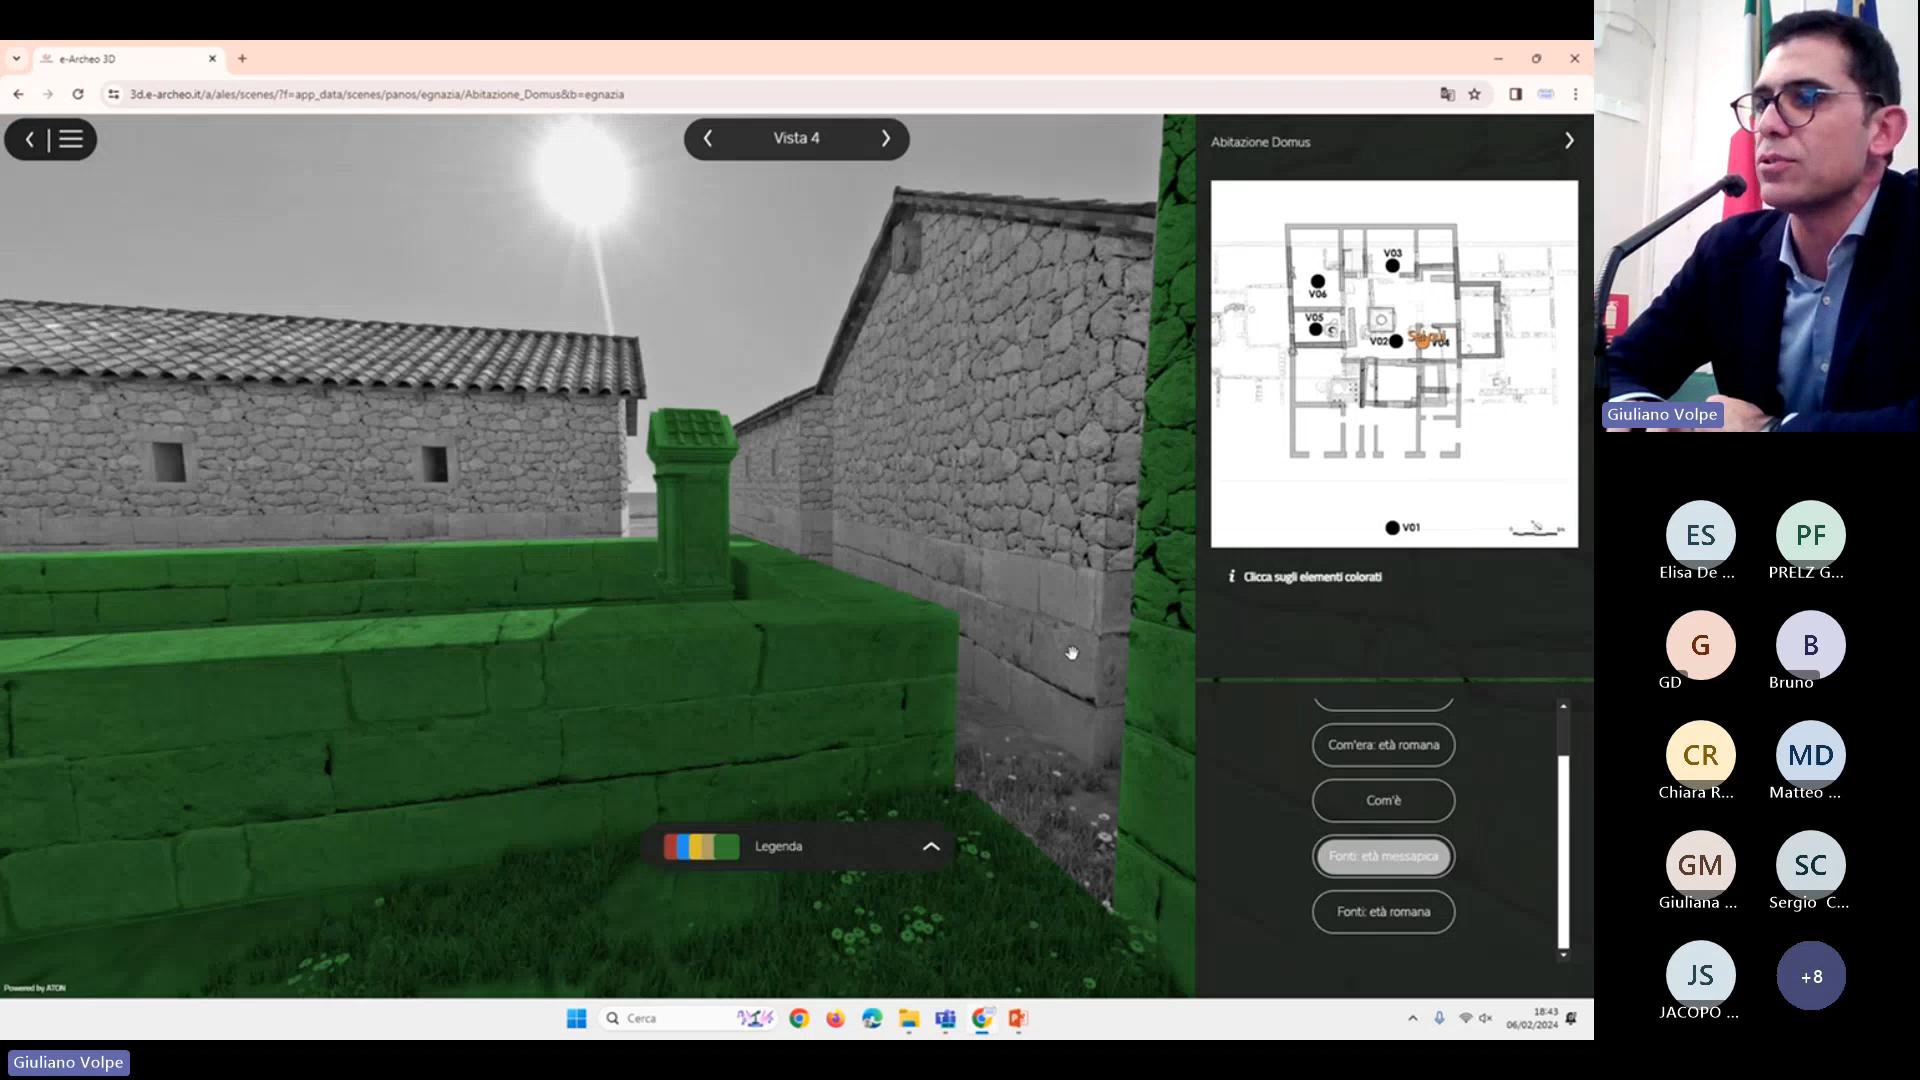 e-Archeo 3D
3d.e-archeo.it/a/ales/scenes/?f=app_data/scenes/panos/egnazia/Abitazione_Domus&b=egnazia
Vista 4
Abitazione Domus
V03
V06
V05
V02
V04
V01
i Clicca sugli elementi colorati
Com'era: età romana
Com'è
Fonti: età messapica
Fonti: età romana
Legenda
Powered by ATON
Cerca
18:43
06/02/2024
Giuliano Volpe
Giuliano Volpe
ES
Elisa De ...
PF
PRELZ G...
G
GD
B
Bruno
CR
Chiara R...
MD
Matteo ...
GM
Giuliana ...
SC
Sergio C...
JS
JACOPO ...
+8